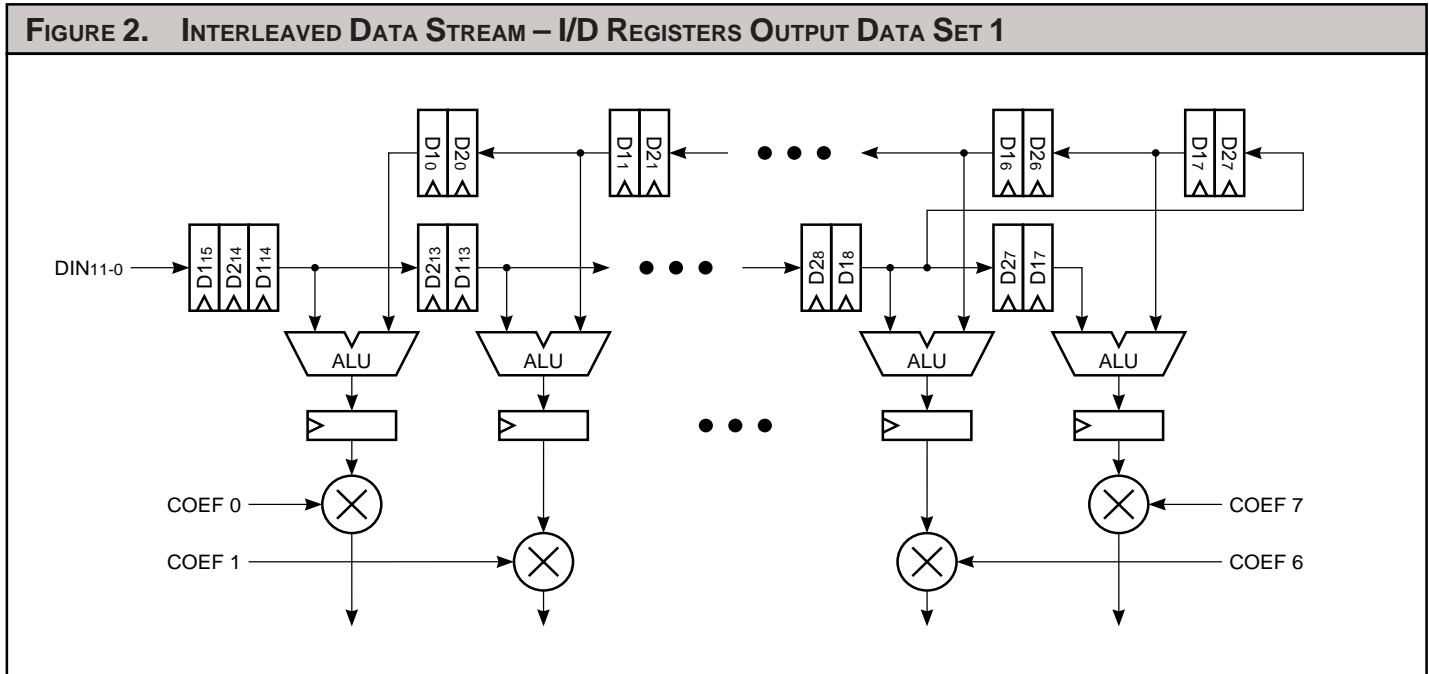 FIGURE 2. INTERLEAVED DATA STREAM – I/D REGISTERS OUTPUT DATA SET 1
D10 D20 D11 D21 D16 D26 D17 D27
DIN11-0 D115 D214 D114 D213 D113 D28 D18 D27 D17
ALU ALU ALU ALU
COEF 0 COEF 7
COEF 1 COEF 6